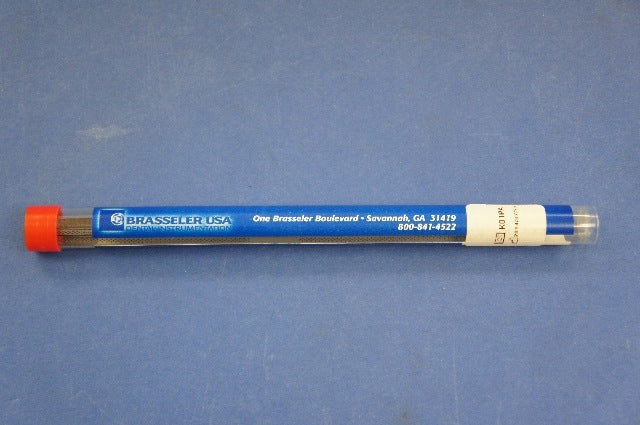 BRASSELER USA
DENTAL INSTRUMENTATION
One Brasseler Boulevard • Savannah, GA 31419
800-841-4522